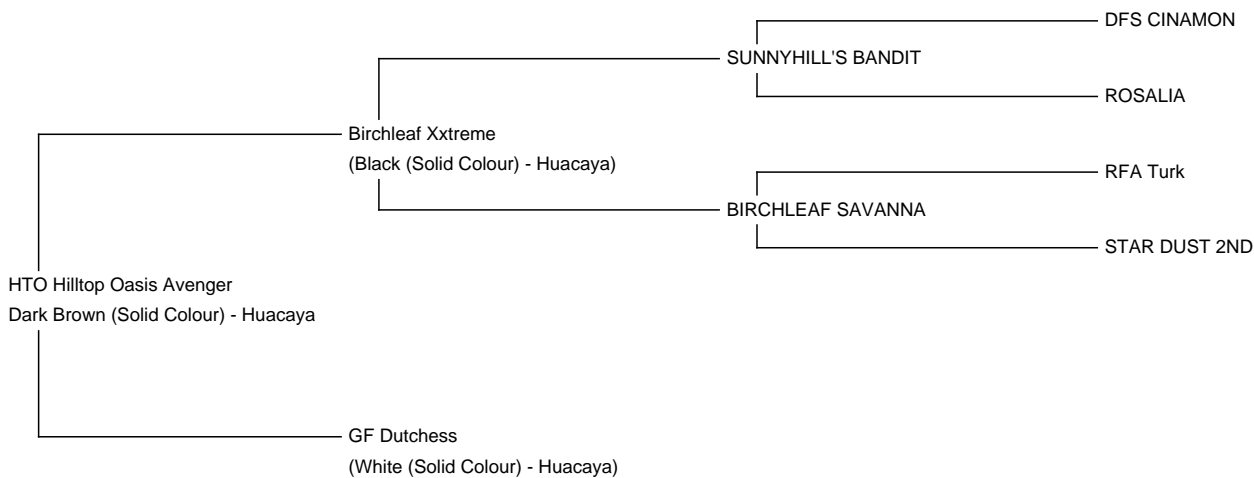 DFS CINAMON
SUNNYHILL'S BANDIT
ROSALIA
Birchleaf Xxtreme
(Black (Solid Colour) - Huacaya)
RFA Turk
BIRCHLEAF SAVANNA
STAR DUST 2ND
HTO Hilltop Oasis Avenger
Dark Brown (Solid Colour) - Huacaya
GF Dutchess
(White (Solid Colour) - Huacaya)